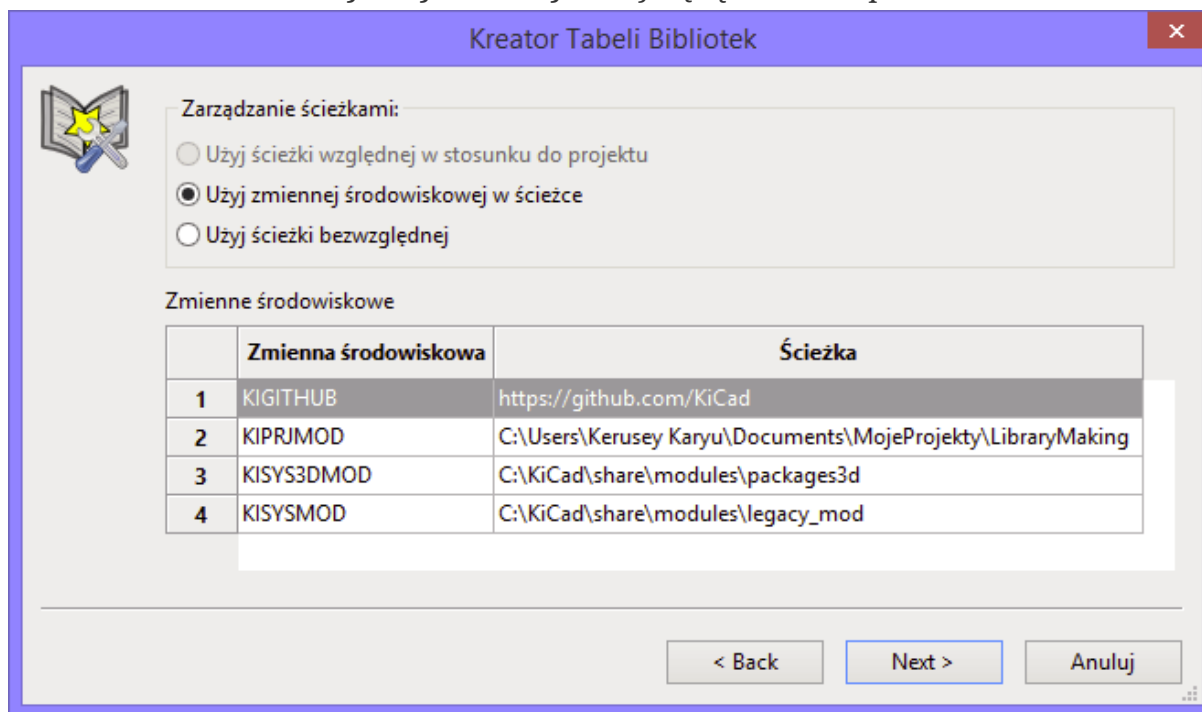 Kreator Tabeli Bibliotek
Zarządzanie ścieżkami:
Użyj ścieżki względnej w stosunku do projektu
Użyj zmiennej środowiskowej w ścieżce
Użyj ścieżki bezwzględnej
Zmienne środowiskowe
Zmienna środowiskowa Ścieżka
1 KIGITHUB https://github.com/KiCad
2 KIPRJMOD C:\Users\Kerusey Karyu\Documents\MojeProjekty\LibraryMaking
3 KISYS3DMOD C:\KiCad\share\modules\packages3d
4 KISYSMOD C:\KiCad\share\modules\legacy_mod
< Back Next > Anuluj